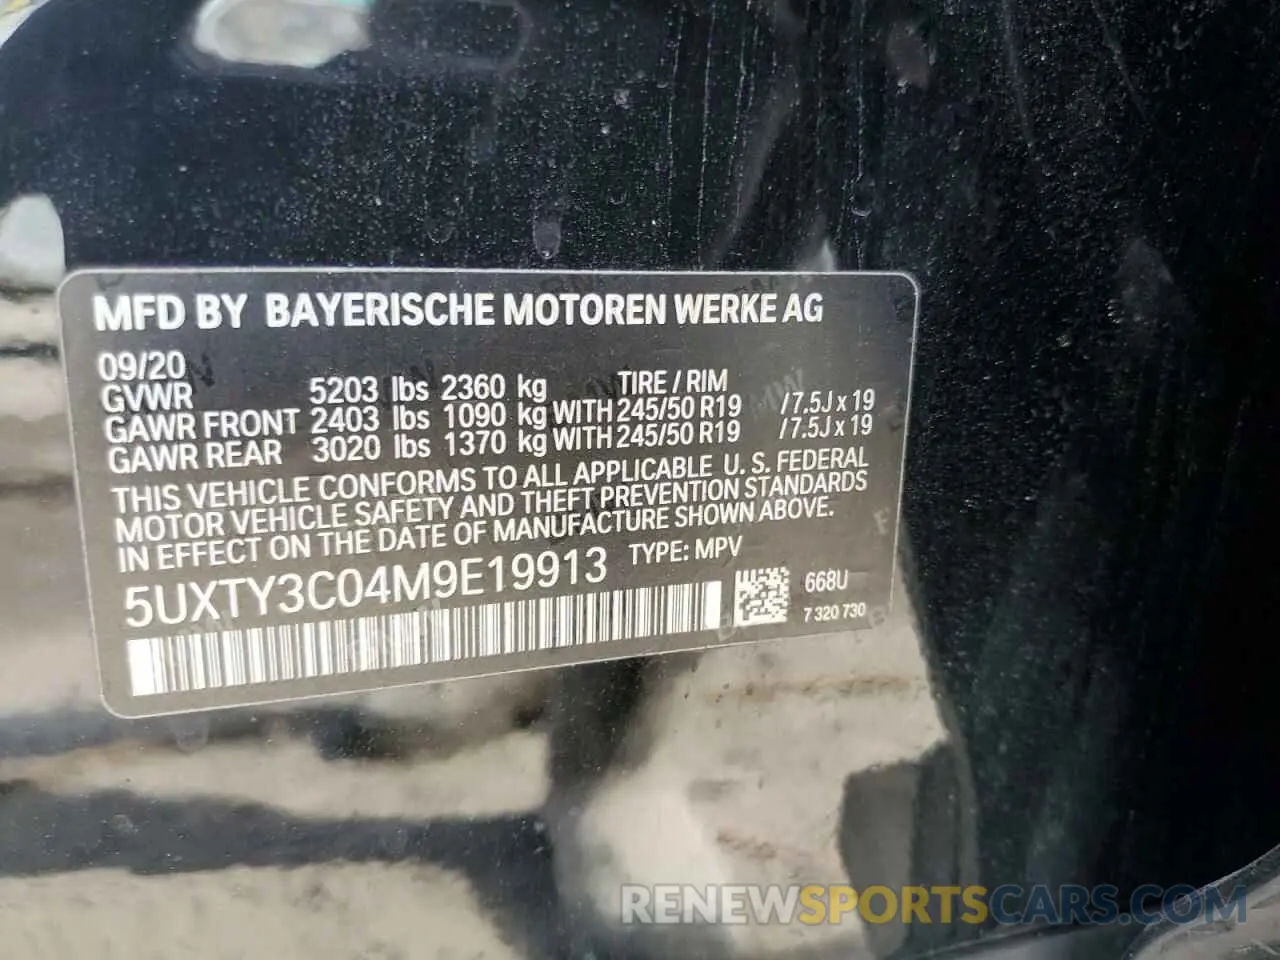 MFD BY BAYERISCHE MOTOREN WERKE AG
09/20
GVWR 5203 lbs 2360 kg TIRE / RIM
GAWR FRONT 2403 lbs 1090 kg WITH 245/50 R19 /7.5J x 19
GAWR REAR 3020 lbs 1370 kg WITH 245/50 R19 /7.5J x 19
THIS VEHICLE CONFORMS TO ALL APPLICABLE U. S. FEDERAL
MOTOR VEHICLE SAFETY AND THEFT PREVENTION STANDARDS
IN EFFECT ON THE DATE OF MANUFACTURE SHOWN ABOVE.
5UXTY3C04M9E19913 TYPE: MPV
668U
7 320 730
RENEWSPORTSCARS.COM